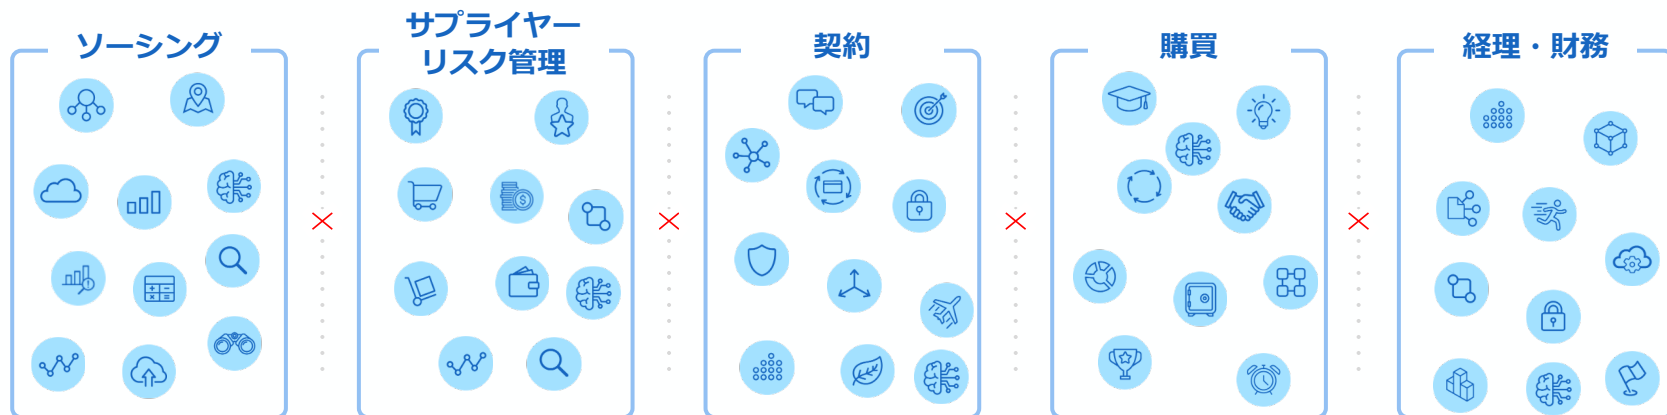 ソーシング
サプライヤー
リスク管理
契約
購買
経理・財務